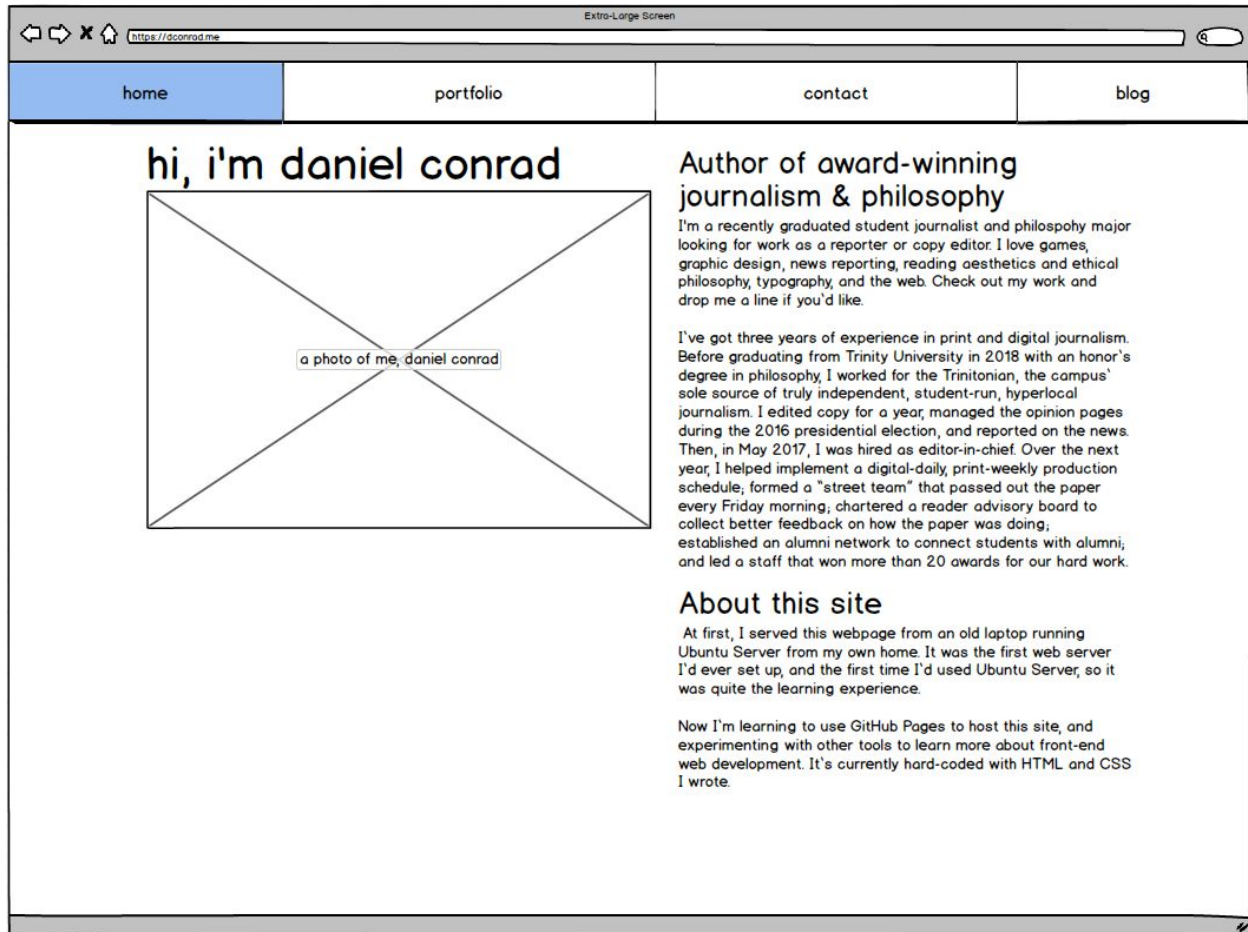 Extra-Large Screen
https://dconrad.me
home
portfolio
contact
blog
hi, i'm daniel conrad
a photo of me, daniel conrad
Author of award-winning
journalism & philosophy
I'm a recently graduated student journalist and philospohy major
looking for work as a reporter or copy editor. I love games,
graphic design, news reporting, reading aesthetics and ethical
philosophy, typography, and the web. Check out my work and
drop me a line if you'd like.
I've got three years of experience in print and digital journalism.
Before graduating from Trinity University in 2018 with an honor's
degree in philosophy, I worked for the Trinitonian, the campus'
sole source of truly independent, student-run, hyperlocal
journalism. I edited copy for a year, managed the opinion pages
during the 2016 presidential election, and reported on the news.
Then, in May 2017, I was hired as editor-in-chief. Over the next
year, I helped implement a digital-daily, print-weekly production
schedule; formed a "street team" that passed out the paper
every Friday morning; chartered a reader advisory board to
collect better feedback on how the paper was doing;
established an alumni network to connect students with alumni;
and led a staff that won more than 20 awards for our hard work.
About this site
At first, I served this webpage from an old laptop running
Ubuntu Server from my own home. It was the first web server
I'd ever set up, and the first time I'd used Ubuntu Server, so it
was quite the learning experience.
Now I'm learning to use GitHub Pages to host this site, and
experimenting with other tools to learn more about front-end
web development. It's currently hard-coded with HTML and CSS
I wrote.